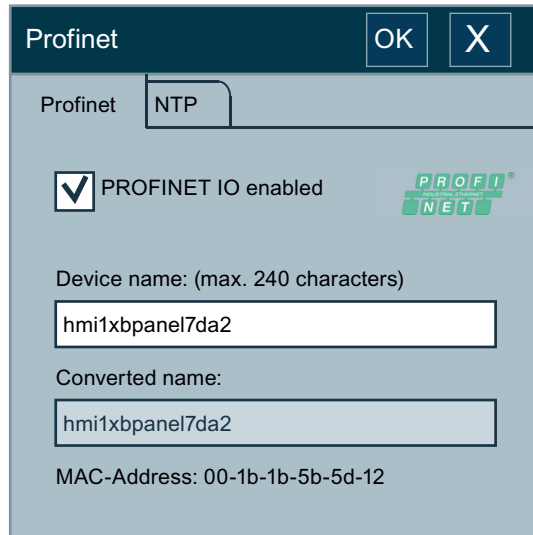 Profinet
OK
X
Profinet
NTP
PROFINET IO enabled
PROFI®
INDUSTRIAL ETHERNET
NET
Device name: (max. 240 characters)
hmi1xbpanel7da2
Converted name:
hmi1xbpanel7da2
MAC-Address: 00-1b-1b-5b-5d-12